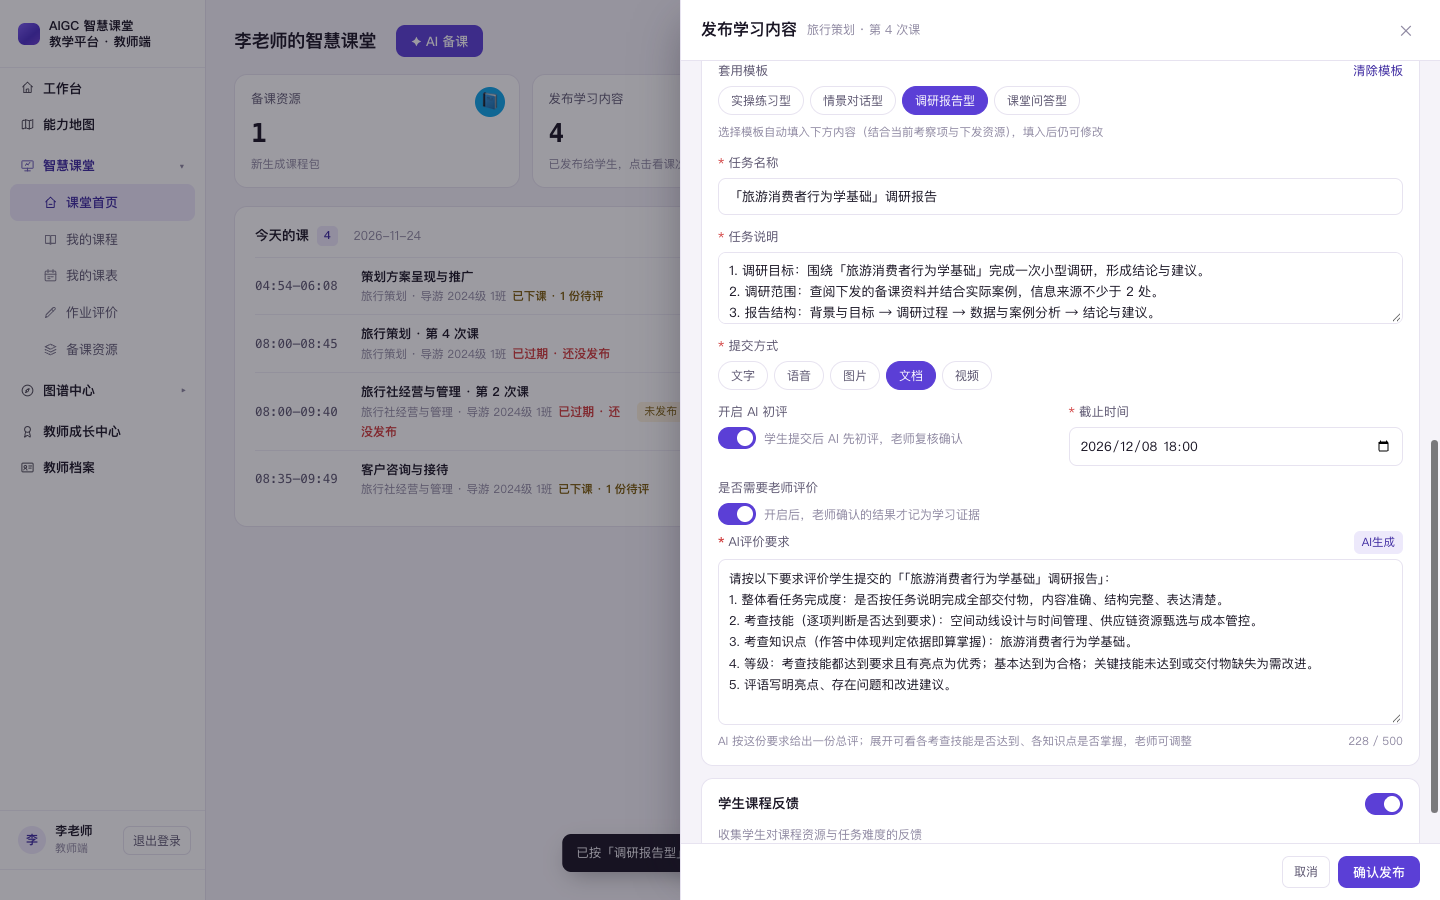 AIGC 智慧课堂
教学平台 · 教师端
工作台
能力地图
智慧课堂
课堂首页
我的课程
我的课表
作业评价
备课资源
图谱中心
教师成长中心
教师档案
李
李老师
教师端
退出登录
李老师的智慧课堂
✦ AI 备课
备课资源
1
新生成课程包
发布学习内容
4
已发布给学生，点击看课
今天的课 4 2026-11-24
04:54–06:08
策划方案呈现与推广
旅行策划 · 导游 2024级 1班 已下课 · 1 份待评
08:00–08:45
旅行策划 · 第 4 次课
旅行策划 · 导游 2024级 1班 已过期 · 还没发布
08:00–09:40
旅行社经营与管理 · 第 2 次课
旅行社经营与管理 · 导游 2024级 1班 已过期 · 还
没发布
未发布
08:35–09:49
客户咨询与接待
旅行社经营与管理 · 导游 2024级 1班 已下课 · 1 份待评
已按「调研报告型」
发布学习内容 旅行策划 · 第 4 次课
套用模板 清除模板
实操练习型 情景对话型 调研报告型 课堂问答型
选择模板自动填入下方内容（结合当前考察项与下发资源），填入后仍可修改
* 任务名称
「旅游消费者行为学基础」调研报告
* 任务说明
1. 调研目标：围绕「旅游消费者行为学基础」完成一次小型调研，形成结论与建议。
2. 调研范围：查阅下发的备课资料并结合实际案例，信息来源不少于 2 处。
3. 报告结构：背景与目标 → 调研过程 → 数据与案例分析 → 结论与建议。
* 提交方式
文字 语音 图片 文档 视频
开启 AI 初评
学生提交后 AI 先初评，老师复核确认
* 截止时间
2026/12/08 18:00
是否需要老师评价
开启后，老师确认的结果才记为学习证据
* AI评价要求 AI生成
请按以下要求评价学生提交的「「旅游消费者行为学基础」调研报告」：
1. 整体看任务完成度：是否按任务说明完成全部交付物，内容准确、结构完整、表达清楚。
2. 考查技能（逐项判断是否达到要求）：空间动线设计与时间管理、供应链资源甄选与成本管控。
3. 考查知识点（作答中体现判定依据即算掌握）：旅游消费者行为学基础。
4. 等级：考查技能都达到要求且有亮点为优秀；基本达到为合格；关键技能未达到或交付物缺失为需改进。
5. 评语写明亮点、存在问题和改进建议。
AI 按这份要求给出一份总评；展开可看各考查技能是否达到、各知识点是否掌握，老师可调整 228 / 500
学生课程反馈
收集学生对课程资源与任务难度的反馈
取消 确认发布